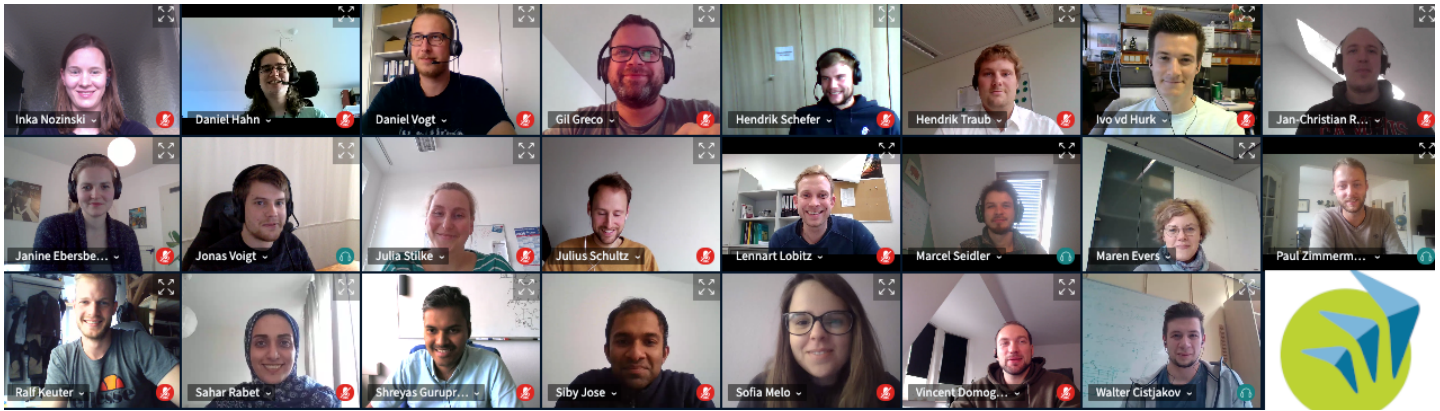 Inka Nozinski
Daniel Hahn
Daniel Vogt
Gil Greco
Hendrik Schefer
Hendrik Traub
Ivo vd Hurk
Jan-Christian R...
Janine Ebersbe...
Jonas Voigt
Julia Stilke
Julius Schultz
Lennart Lobitz
Marcel Seidler
Maren Evers
Paul Zimmerm...
Ralf Keuter
Sahar Rabet
Shreyas Gurupr...
Siby Jose
Sofia Melo
Vincent Domog...
Walter Cistjakov